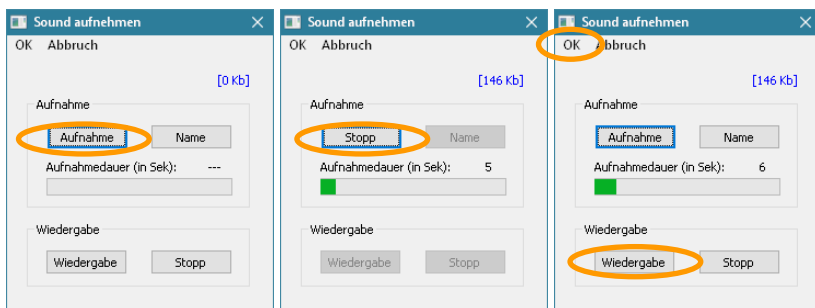 Sound aufnehmen
OK Abbruch
[0 Kb]
Aufnahme
Aufnahme Name
Aufnahmedauer (in Sek): ---
Wiedergabe
Wiedergabe Stopp
Sound aufnehmen
OK Abbruch
[146 Kb]
Aufnahme
Stopp Name
Aufnahmedauer (in Sek): 5
Wiedergabe
Wiedergabe Stopp
Sound aufnehmen
OK Abbruch
[146 Kb]
Aufnahme
Aufnahme Name
Aufnahmedauer (in Sek): 6
Wiedergabe
Wiedergabe Stopp